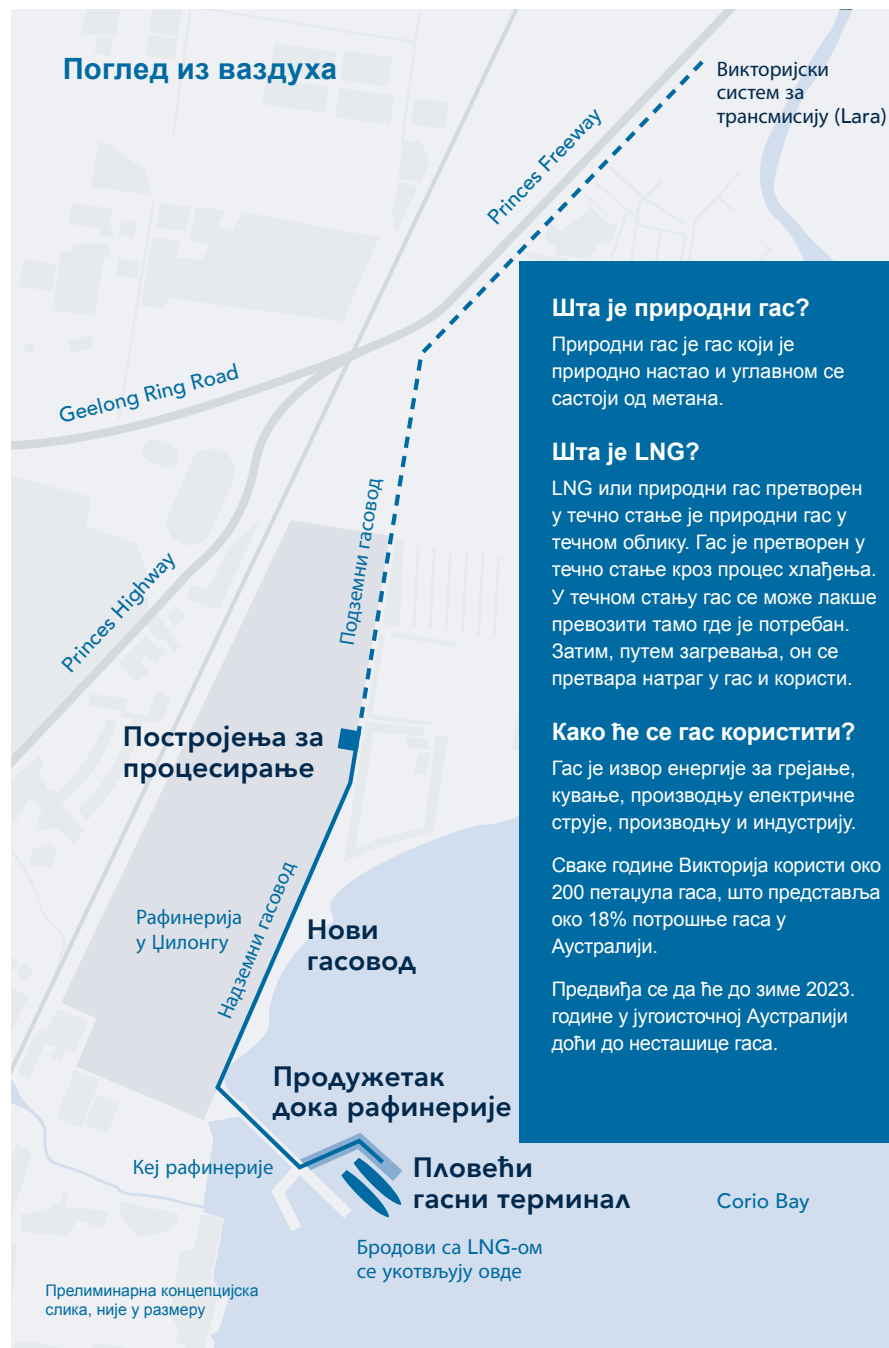 Поглед из ваздуха
Викторијски
систем за
трансмисију (Lara)
Princes Freeway
Geelong Ring Road
Princes Highway
Подземни гасовод
Постројења за
процесирање
Рафинерија
у Џилонгу
Надземни гасовод
Нови
гасовод
Продужетак
дока рафинерије
Кеј рафинерије
Пловећи
гасни терминал
Corio Bay
Бродови са LNG-ом
се укотвљују овде
Прелиминарна концепцијска
слика, није у размеру
Шта је природни гас?
Природни гас је гас који је
природно настао и углавном се
састоји од метана.
Шта је LNG?
LNG или природни гас претворен
у течно стање је природни гас у
течном облику. Гас је претворен у
течно стање кроз процес хлађења.
У течном стању гас се може лакше
превозити тамо где је потребан.
Затим, путем загревања, он се
претвара натраг у гас и користи.
Како ће се гас користити?
Гас је извор енергије за грејање,
кување, производњу електричне
струје, производњу и индустрију.
Сваке године Викторија користи око
200 петаџула гаса, што представља
око 18% потрошње гаса у
Аустралији.
Предвиђа се да ће до зиме 2023.
године у југоисточној Аустралији
доћи до несташице гаса.